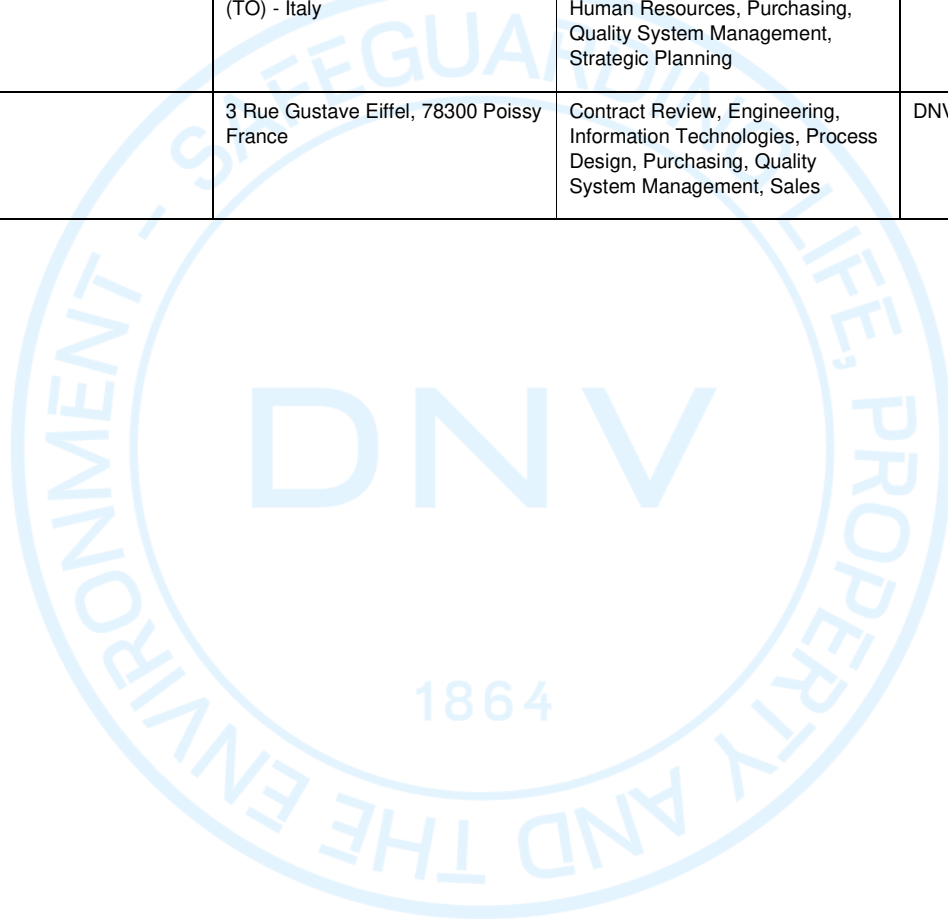 (TO) - Italy
Human Resources, Purchasing,
Quality System Management,
Strategic Planning
3 Rue Gustave Eiffel, 78300 Poissy
France
Contract Review, Engineering,
Information Technologies, Process
Design, Purchasing, Quality
System Management, Sales
DNV
SAFEGUARDING LIFE, PROPERTY AND THE ENVIRONMENT -
DNV
1864